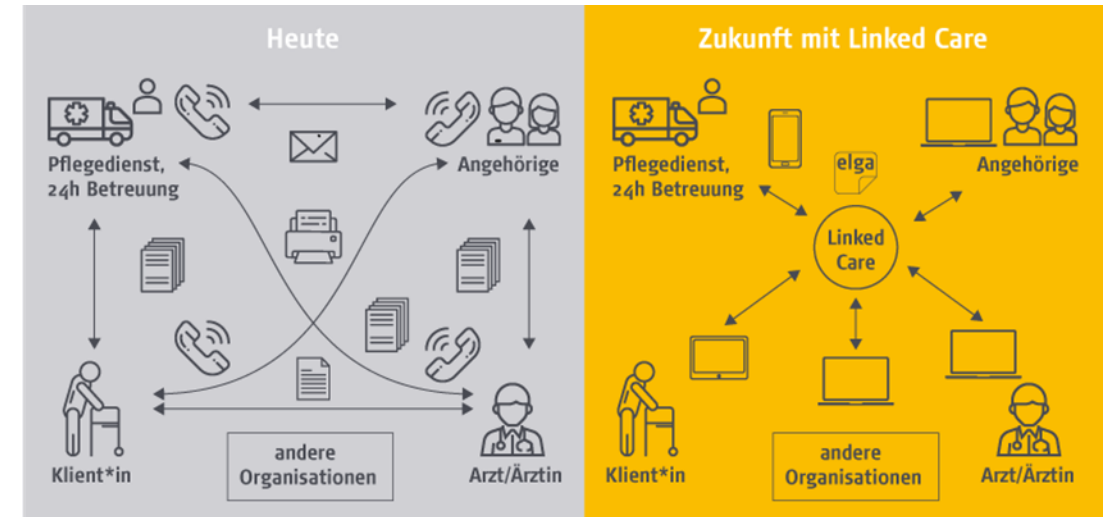 Heute
Pflegedienst,
24h Betreuung
Angehörige
Klient*in
andere
Organisationen
Arzt/Ärztin
Zukunft mit Linked Care
Pflegedienst,
24h Betreuung
elga
Angehörige
Linked
Care
Klient*in
andere
Organisationen
Arzt/Ärztin